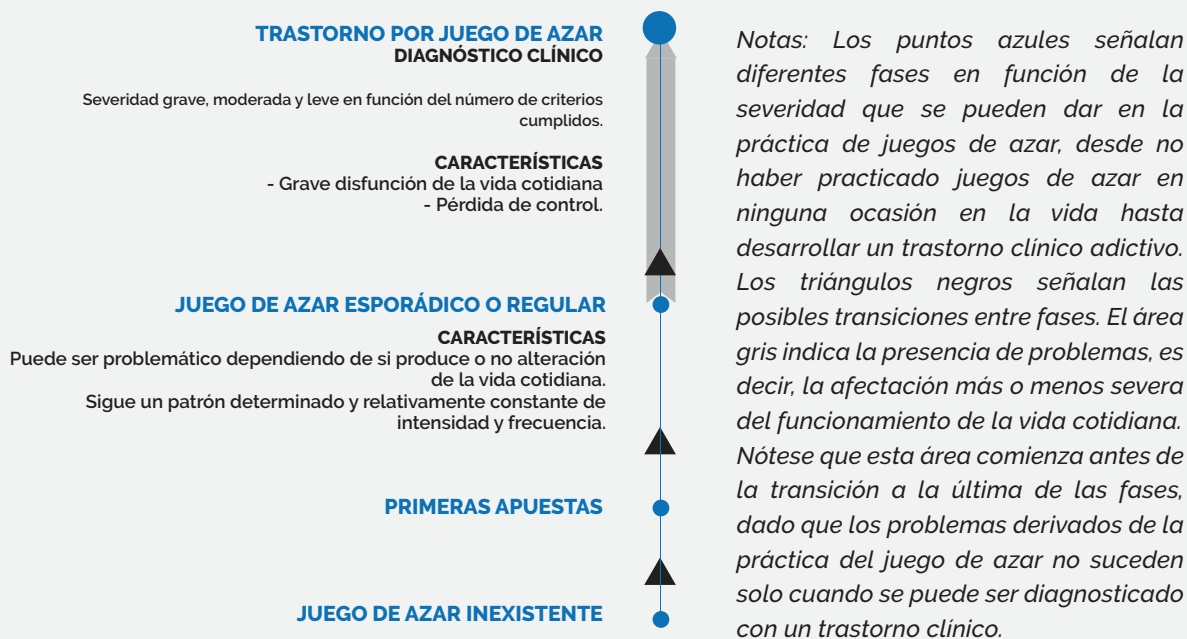 TRASTORNO POR JUEGO DE AZAR
DIAGNÓSTICO CLÍNICO
Severidad grave, moderada y leve en función del número de criterios
cumplidos.
CARACTERÍSTICAS
- Grave disfunción de la vida cotidiana
- Pérdida de control.
JUEGO DE AZAR ESPORÁDICO O REGULAR
CARACTERÍSTICAS
Puede ser problemático dependiendo de si produce o no alteración
de la vida cotidiana.
Sigue un patrón determinado y relativamente constante de
intensidad y frecuencia.
PRIMERAS APUESTAS
JUEGO DE AZAR INEXISTENTE
Notas: Los puntos azules señalan
diferentes fases en función de la
severidad que se pueden dar en la
práctica de juegos de azar, desde no
haber practicado juegos de azar en
ninguna ocasión en la vida hasta
desarrollar un trastorno clínico adictivo.
Los triángulos negros señalan las
posibles transiciones entre fases. El área
gris indica la presencia de problemas, es
decir, la afectación más o menos severa
del funcionamiento de la vida cotidiana.
Nótese que esta área comienza antes de
la transición a la última de las fases,
dado que los problemas derivados de la
práctica del juego de azar no suceden
solo cuando se puede ser diagnosticado
con un trastorno clínico.